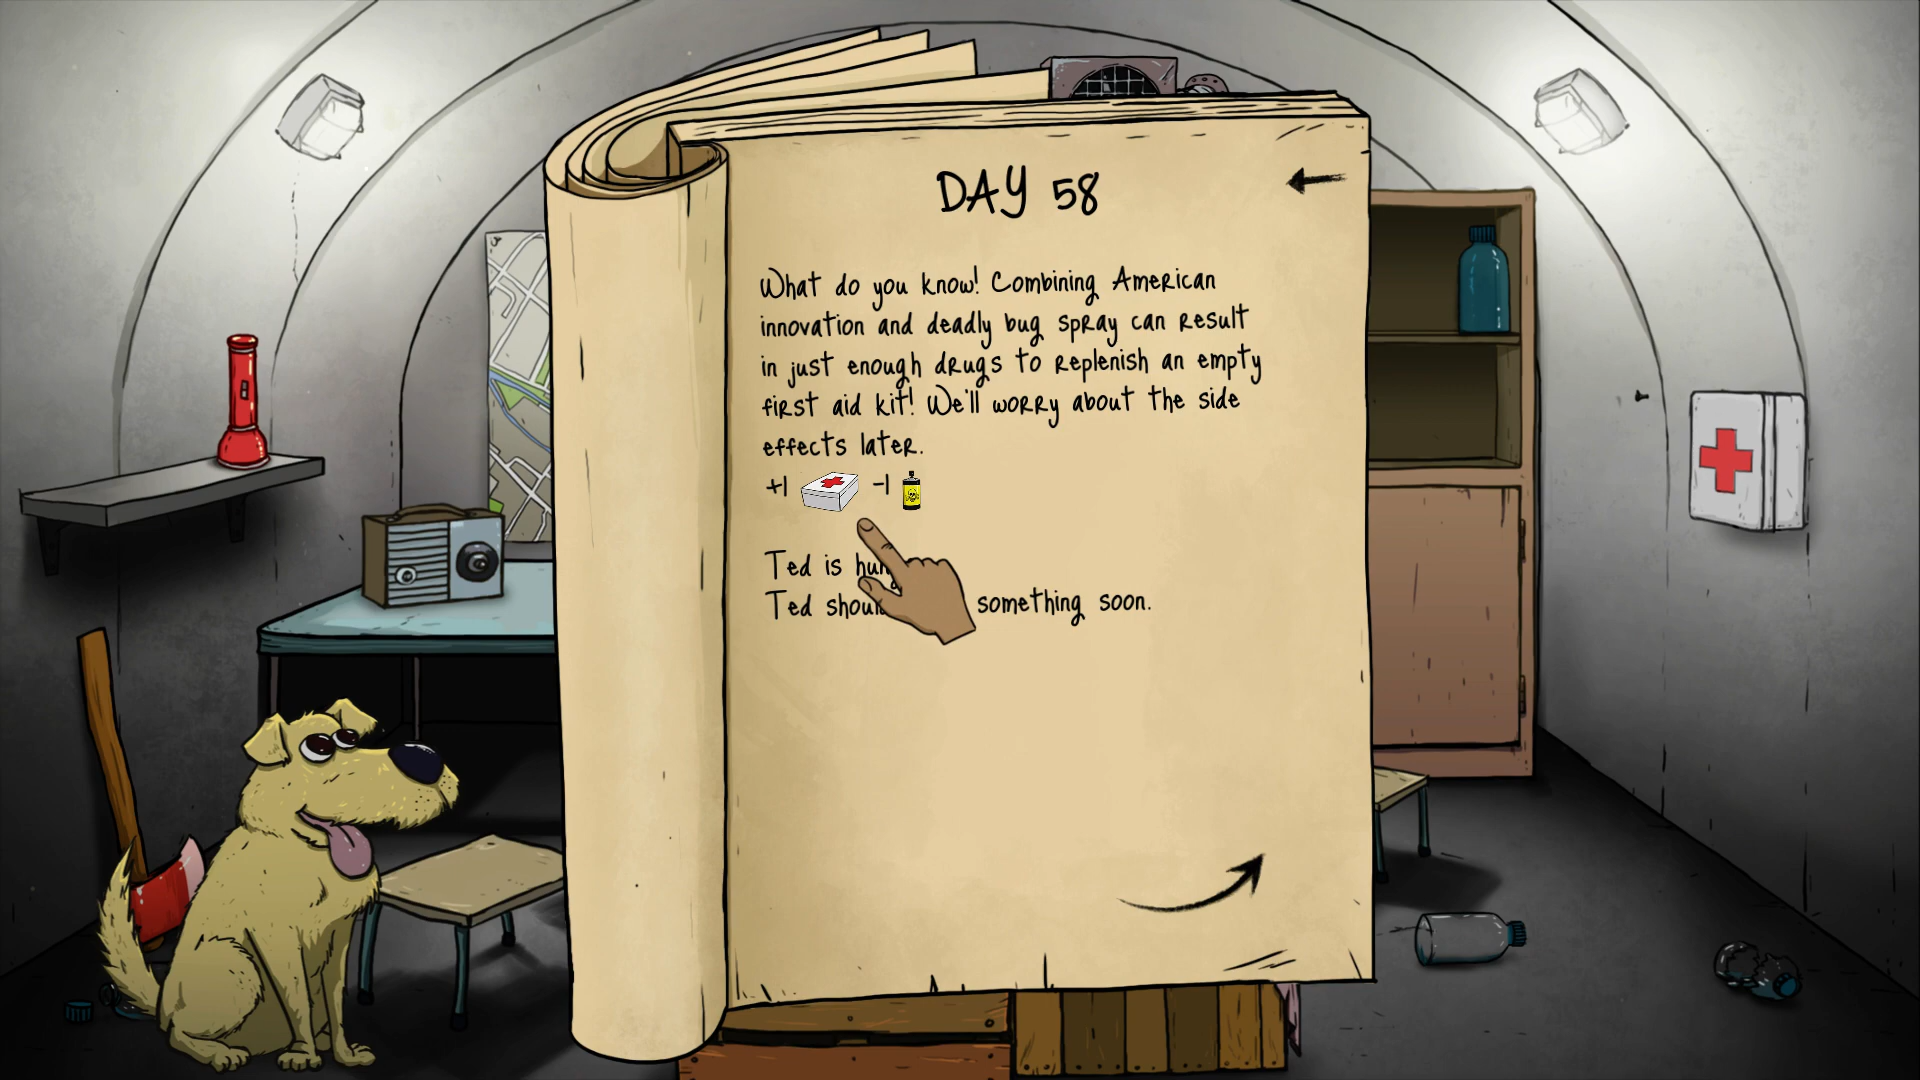 DAY 58
What do you know! Combining American
innovation and deadly bug spray can result
in just enough drugs to replenish an empty
first aid kit! We'll worry about the side
effects later.
+1 -1
Ted is
Ted something soon.